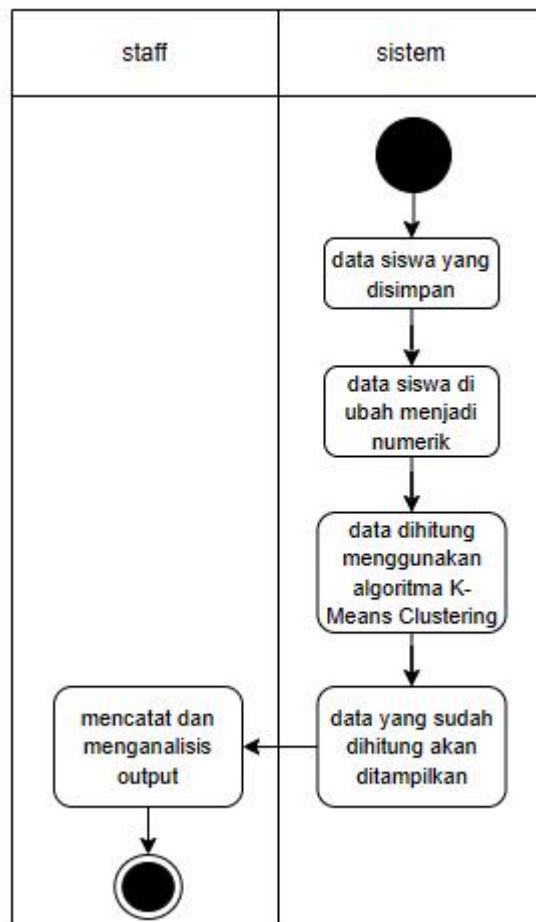 staff
sistem
data siswa yang
disimpan
data siswa di
ubah menjadi
numerik
data dihitung
menggunakan
algoritma K-
Means Clustering
data yang sudah
dihitung akan
ditampilkan
mencatat dan
menganalisis
output